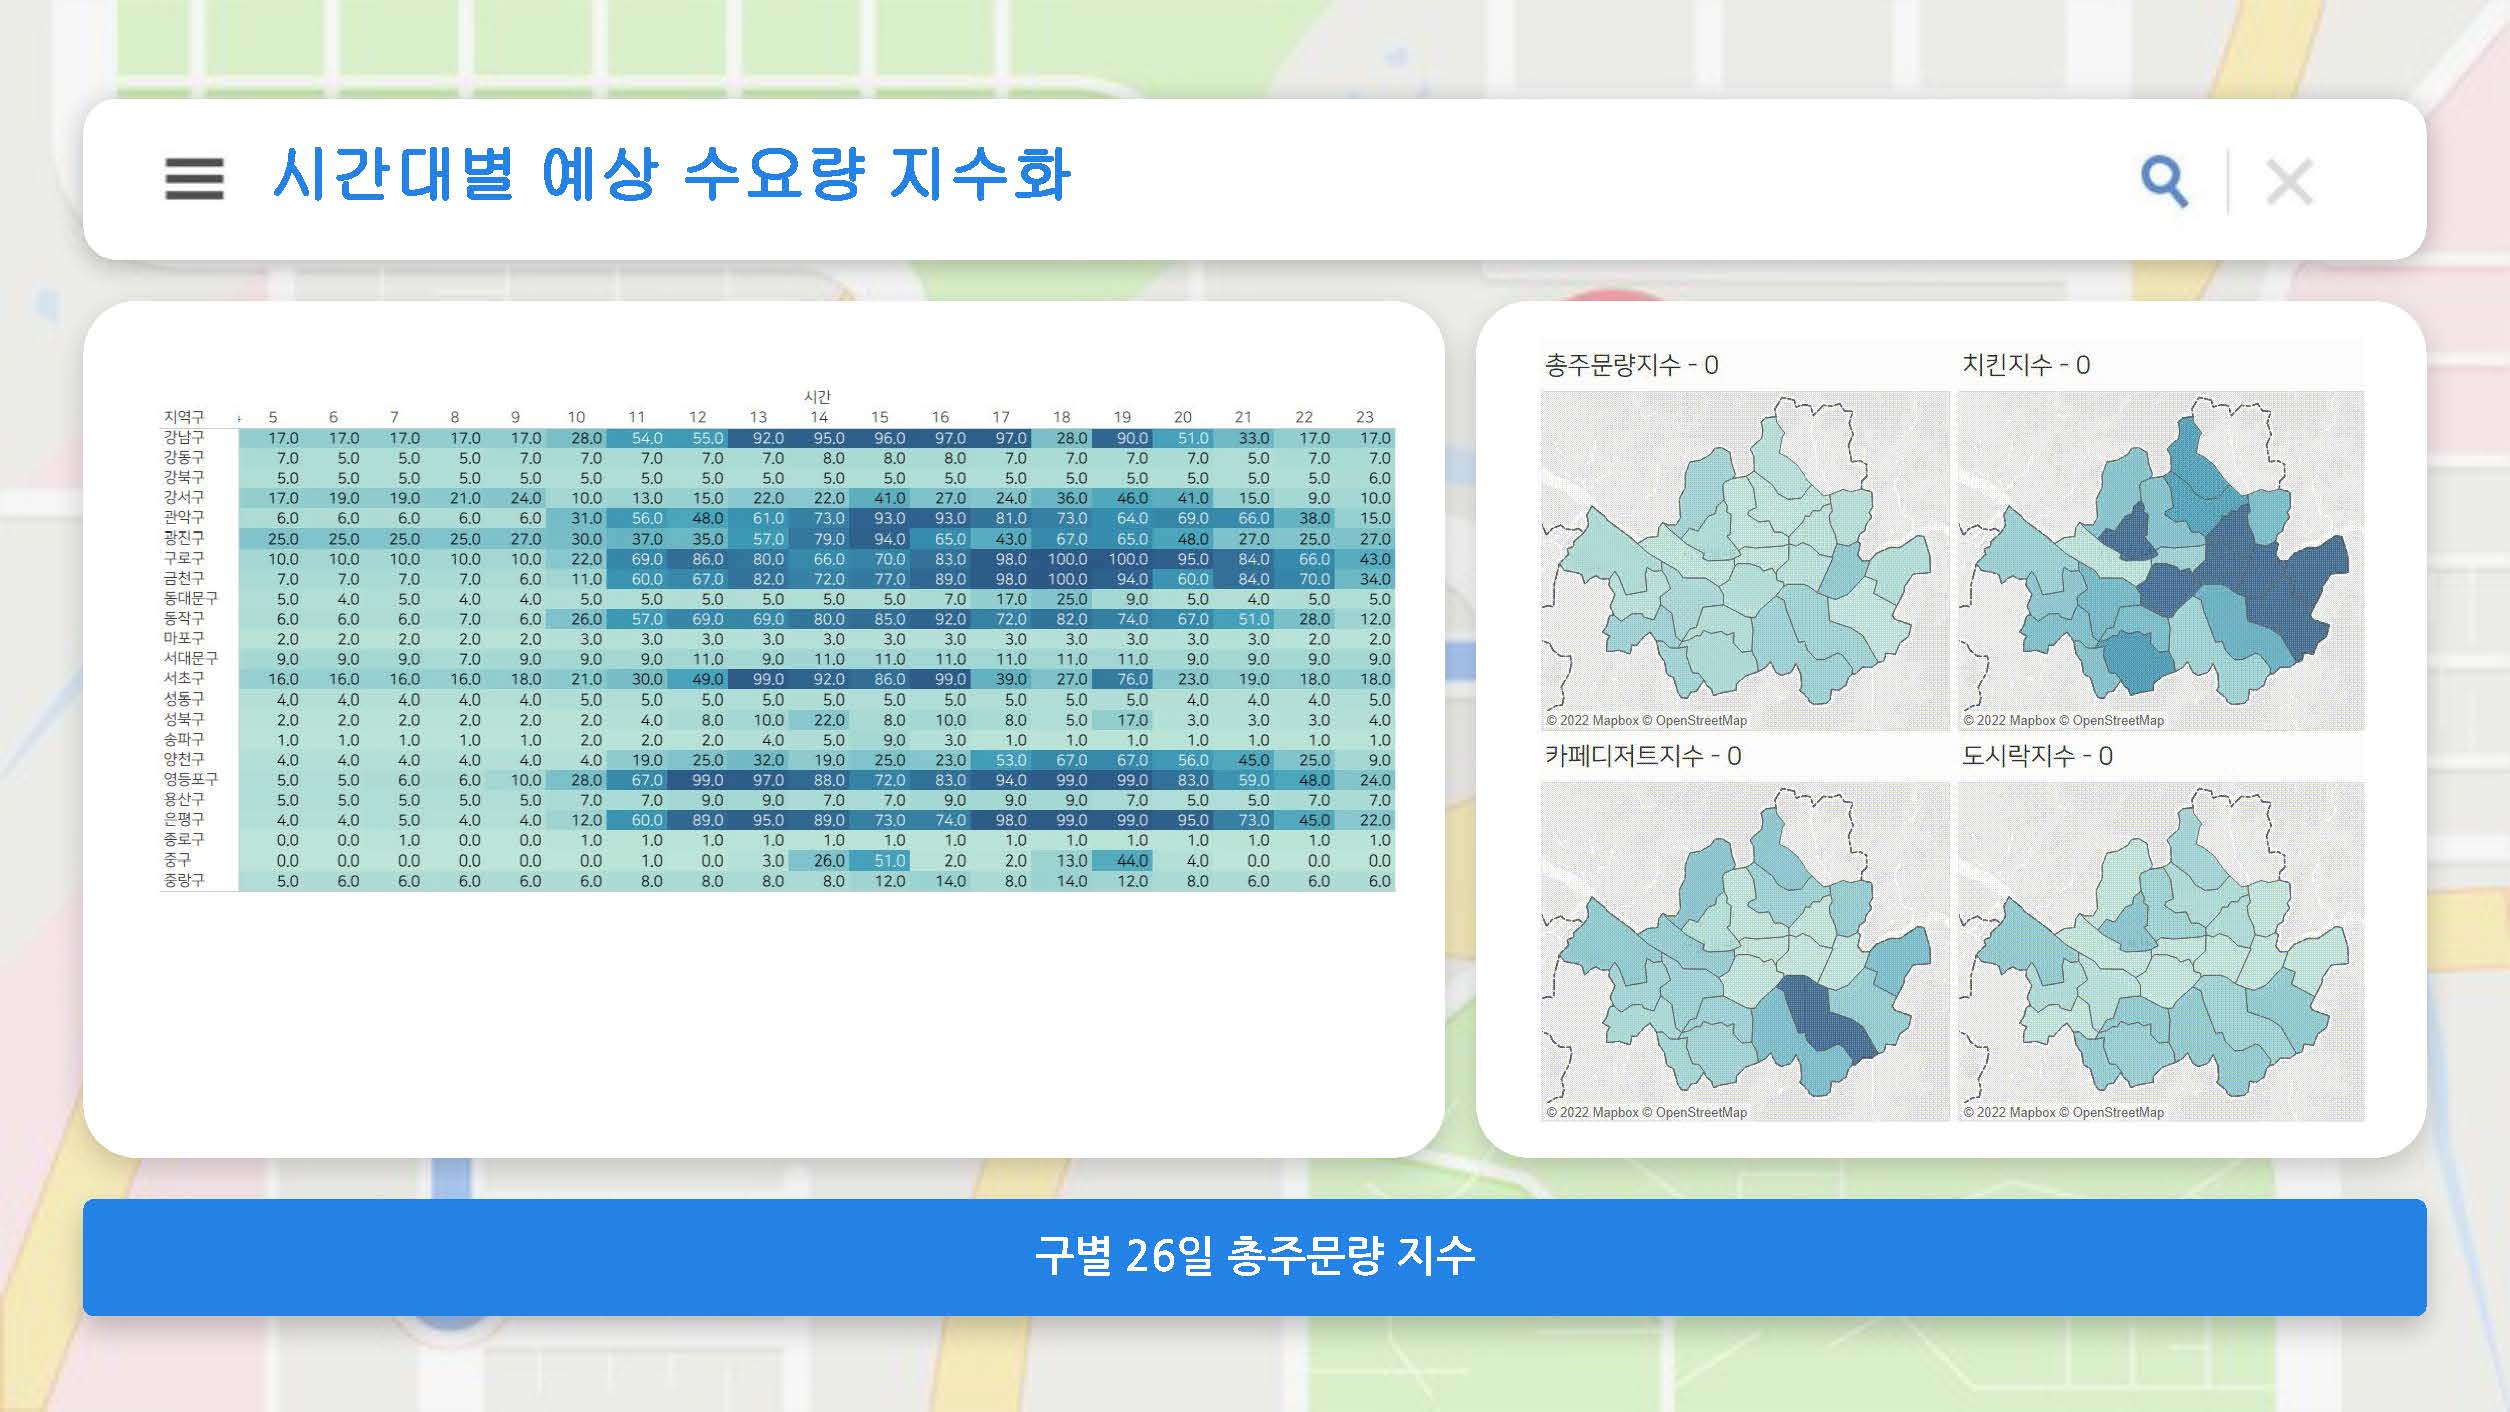 시간대별 예상 수요량 지수화
시간
지역구 5 6 7 8 9 10 11 12 13 14 15 16 17 18 19 20 21 22 23
강남구 17.0 17.0 17.0 17.0 17.0 28.0 54.0 55.0 92.0 95.0 96.0 97.0 97.0 28.0 90.0 51.0 33.0 17.0 17.0
강동구 7.0 5.0 5.0 5.0 7.0 7.0 7.0 7.0 7.0 8.0 8.0 8.0 7.0 7.0 7.0 7.0 5.0 7.0 7.0
강북구 5.0 5.0 5.0 5.0 5.0 5.0 5.0 5.0 5.0 5.0 5.0 5.0 5.0 5.0 5.0 5.0 5.0 5.0 6.0
강서구 17.0 19.0 19.0 21.0 24.0 10.0 13.0 15.0 22.0 22.0 41.0 27.0 24.0 36.0 46.0 41.0 15.0 9.0 10.0
관악구 6.0 6.0 6.0 6.0 6.0 31.0 56.0 48.0 61.0 73.0 93.0 93.0 81.0 73.0 64.0 69.0 66.0 38.0 15.0
광진구 25.0 25.0 25.0 25.0 27.0 30.0 37.0 35.0 57.0 79.0 94.0 65.0 43.0 67.0 65.0 48.0 27.0 25.0 27.0
구로구 10.0 10.0 10.0 10.0 10.0 22.0 69.0 86.0 80.0 66.0 70.0 83.0 98.0 100.0 100.0 95.0 84.0 66.0 43.0
금천구 7.0 7.0 7.0 7.0 6.0 11.0 60.0 67.0 82.0 72.0 77.0 89.0 98.0 100.0 94.0 60.0 84.0 70.0 34.0
동대문구 5.0 4.0 5.0 4.0 4.0 5.0 5.0 5.0 5.0 5.0 5.0 7.0 17.0 25.0 9.0 5.0 4.0 5.0 5.0
동작구 6.0 6.0 6.0 7.0 6.0 26.0 57.0 69.0 69.0 80.0 85.0 92.0 72.0 82.0 74.0 67.0 51.0 28.0 12.0
마포구 2.0 2.0 2.0 2.0 2.0 3.0 3.0 3.0 3.0 3.0 3.0 3.0 3.0 3.0 3.0 3.0 3.0 2.0 2.0
서대문구 9.0 9.0 9.0 7.0 9.0 9.0 9.0 11.0 9.0 11.0 11.0 11.0 11.0 11.0 11.0 9.0 9.0 9.0 9.0
서초구 16.0 16.0 16.0 16.0 18.0 21.0 30.0 49.0 99.0 92.0 86.0 99.0 39.0 27.0 76.0 23.0 19.0 18.0 18.0
성동구 4.0 4.0 4.0 4.0 4.0 5.0 5.0 5.0 5.0 5.0 5.0 5.0 5.0 5.0 5.0 4.0 4.0 4.0 5.0
성북구 2.0 2.0 2.0 2.0 2.0 2.0 4.0 8.0 10.0 22.0 8.0 10.0 8.0 5.0 17.0 3.0 3.0 3.0 4.0
송파구 1.0 1.0 1.0 1.0 1.0 2.0 2.0 2.0 4.0 5.0 9.0 3.0 1.0 1.0 1.0 1.0 1.0 1.0 1.0
양천구 4.0 4.0 4.0 4.0 4.0 4.0 19.0 25.0 32.0 19.0 25.0 23.0 53.0 67.0 67.0 56.0 45.0 25.0 9.0
영등포구 5.0 5.0 6.0 6.0 10.0 28.0 67.0 99.0 97.0 88.0 72.0 83.0 94.0 99.0 99.0 83.0 59.0 48.0 24.0
용산구 5.0 5.0 5.0 5.0 5.0 7.0 7.0 9.0 9.0 7.0 7.0 9.0 9.0 9.0 7.0 5.0 5.0 7.0 7.0
은평구 4.0 4.0 5.0 4.0 4.0 12.0 60.0 89.0 95.0 89.0 73.0 74.0 98.0 99.0 99.0 95.0 73.0 45.0 22.0
종로구 0.0 0.0 1.0 0.0 0.0 1.0 1.0 1.0 1.0 1.0 1.0 1.0 1.0 1.0 1.0 1.0 1.0 1.0 1.0
중구 0.0 0.0 0.0 0.0 0.0 0.0 1.0 0.0 3.0 26.0 51.0 2.0 2.0 13.0 44.0 4.0 0.0 0.0 0.0
중랑구 5.0 6.0 6.0 6.0 6.0 6.0 8.0 8.0 8.0 8.0 12.0 14.0 8.0 14.0 12.0 8.0 6.0 6.0 6.0
총주문량지수 - 0
치킨지수 - 0
© 2022 Mapbox © OpenStreetMap
© 2022 Mapbox © OpenStreetMap
카페디저트지수 - 0
도시락지수 - 0
© 2022 Mapbox © OpenStreetMap
© 2022 Mapbox © OpenStreetMap
구별 26일 총주문량 지수